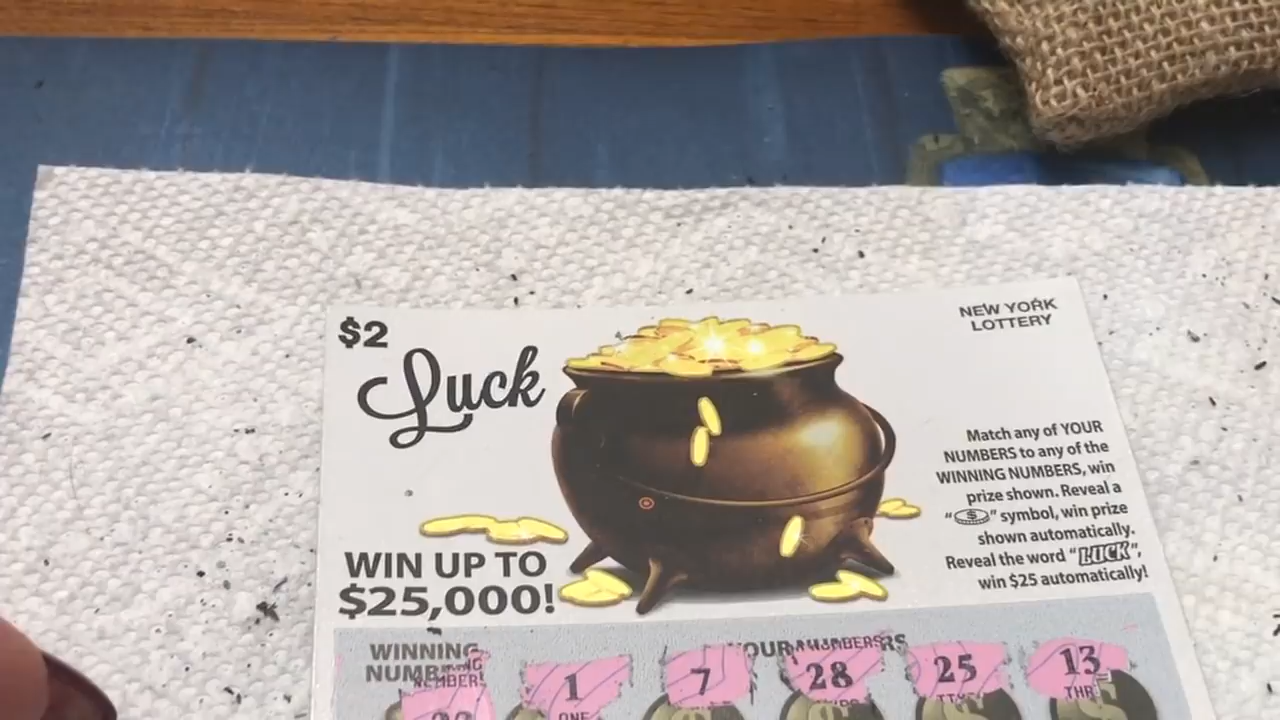 $2
Luck
NEW YORK
LOTTERY
Match any of YOUR
NUMBERS to any of the
WINNING NUMBERS, win
prize shown. Reveal a
"$" symbol, win prize
shown automatically.
Reveal the word "LUCK",
win $25 automatically!
WIN UP TO
$25,000!
WINNING
YOUR NUMBERS
1 7 28 25 13
ONE THR